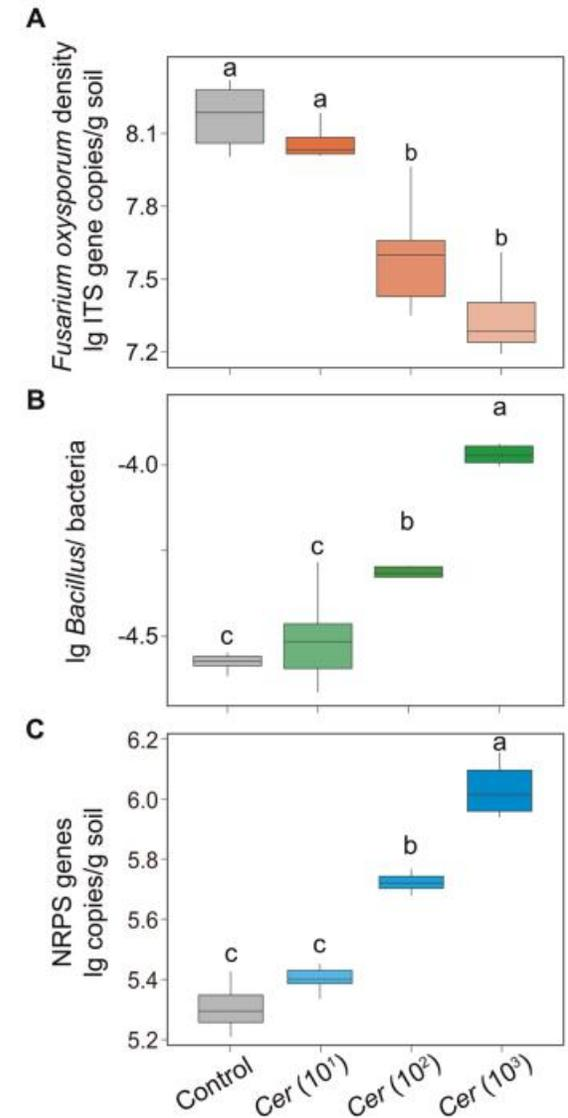 A
Fusarium oxysporum density
lg ITS gene copies/g soil
8.1
7.8
7.5
7.2
a
a
b
b
B
lg Bacillus/ bacteria
-4.0
-4.5
c
c
b
a
C
NRPS genes
lg copies/g soil
6.2
6.0
5.8
5.6
5.4
5.2
c
c
b
a
Control
Cer (10¹)
Cer (10²)
Cer (10³)